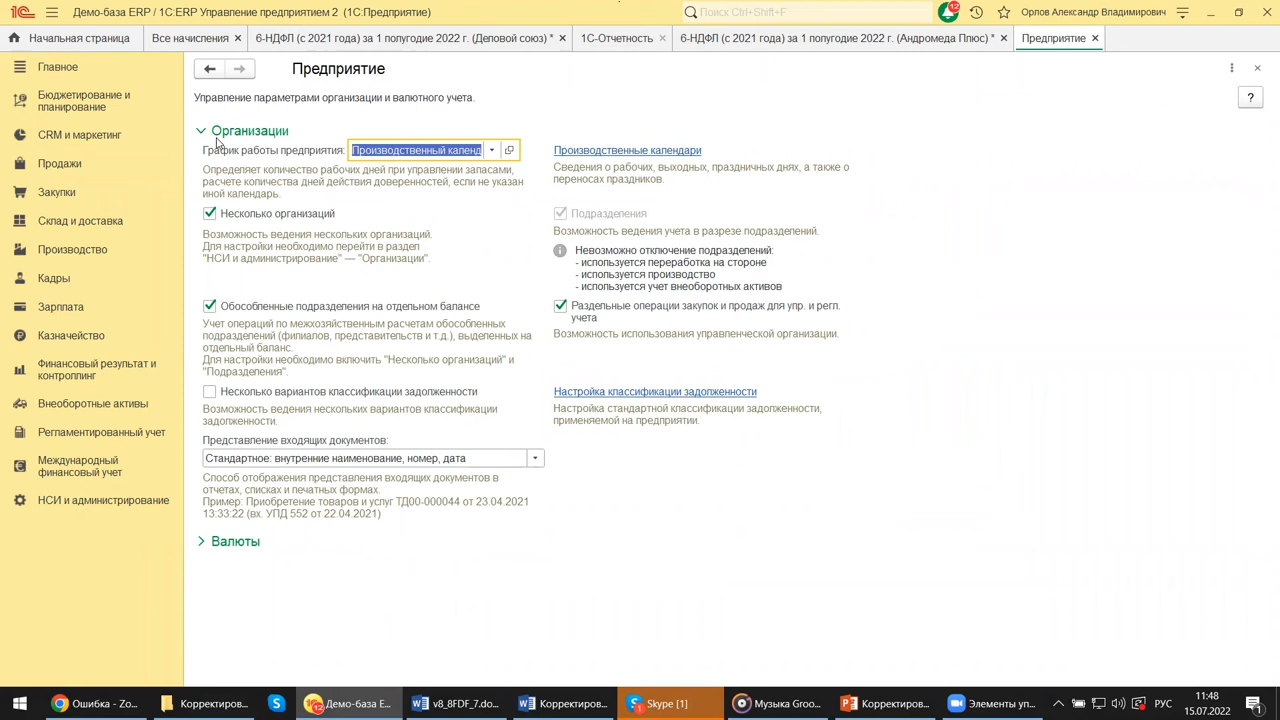 Демо-база ERP / 1С:ERP Управление предприятием 2 (1С:Предприятие)
Поиск Ctrl+Shift+F
12
Орлов Александр Владимирович
Начальная страница
Все начисления
6-НДФЛ (с 2021 года) за 1 полугодие 2022 г. (Деловой союз) *
1С-Отчетность
6-НДФЛ (с 2021 года) за 1 полугодие 2022 г. (Андромеда Плюс) *
Предприятие
Главное
Бюджетирование и
планирование
CRM и маркетинг
Продажи
Закупки
Склад и доставка
Производство
Кадры
Зарплата
Казначейство
Финансовый результат и
контроллинг
Внеоборотные активы
Регламентированный учет
Международный
финансовый учет
НСИ и администрирование
Предприятие
Управление параметрами организации и валютного учета.
?
Организации
График работы предприятия: Производственный календ
Производственные календари
Определяет количество рабочих дней при управлении запасами,
расчете количества дней действия доверенностей, если не указан
иной календарь.
Сведения о рабочих, выходных, праздничных днях, а также о
переносах праздников.
Несколько организаций
Подразделения
Возможность ведения нескольких организаций.
Для настройки необходимо перейти в раздел
"НСИ и администрирование" — "Организации".
Возможность ведения учета в разрезе подразделений.
Невозможно отключение подразделений:
- используется переработка на стороне
- используется производство
- используется учет внеоборотных активов
Обособленные подразделения на отдельном балансе
Раздельные операции закупок и продаж для упр. и регл.
учета
Учет операций по межхозяйственным расчетам обособленных
подразделений (филиалов, представительств и т.д.), выделенных на
отдельный баланс.
Для настройки необходимо включить "Несколько организаций" и
"Подразделения".
Возможность использования управленческой организации.
Несколько вариантов классификации задолженности
Настройка классификации задолженности
Возможность ведения нескольких вариантов классификации
задолженности.
Настройка стандартной классификации задолженности,
применяемой на предприятии.
Представление входящих документов:
Стандартное: внутренние наименование, номер, дата
Способ отображения представления входящих документов в
отчетах, списках и печатных формах.
Пример: Приобретение товаров и услуг ТД00-000044 от 23.04.2021
13:33:22 (вх. УПД 552 от 22.04.2021)
Валюты
Ошибка - Zo...
Корректиров...
Демо-база E...
v8_8FDF_7.do...
Корректиров...
Skype [1]
Музыка Groo...
Корректиров...
Элементы уп...
РУС
11:48
15.07.2022